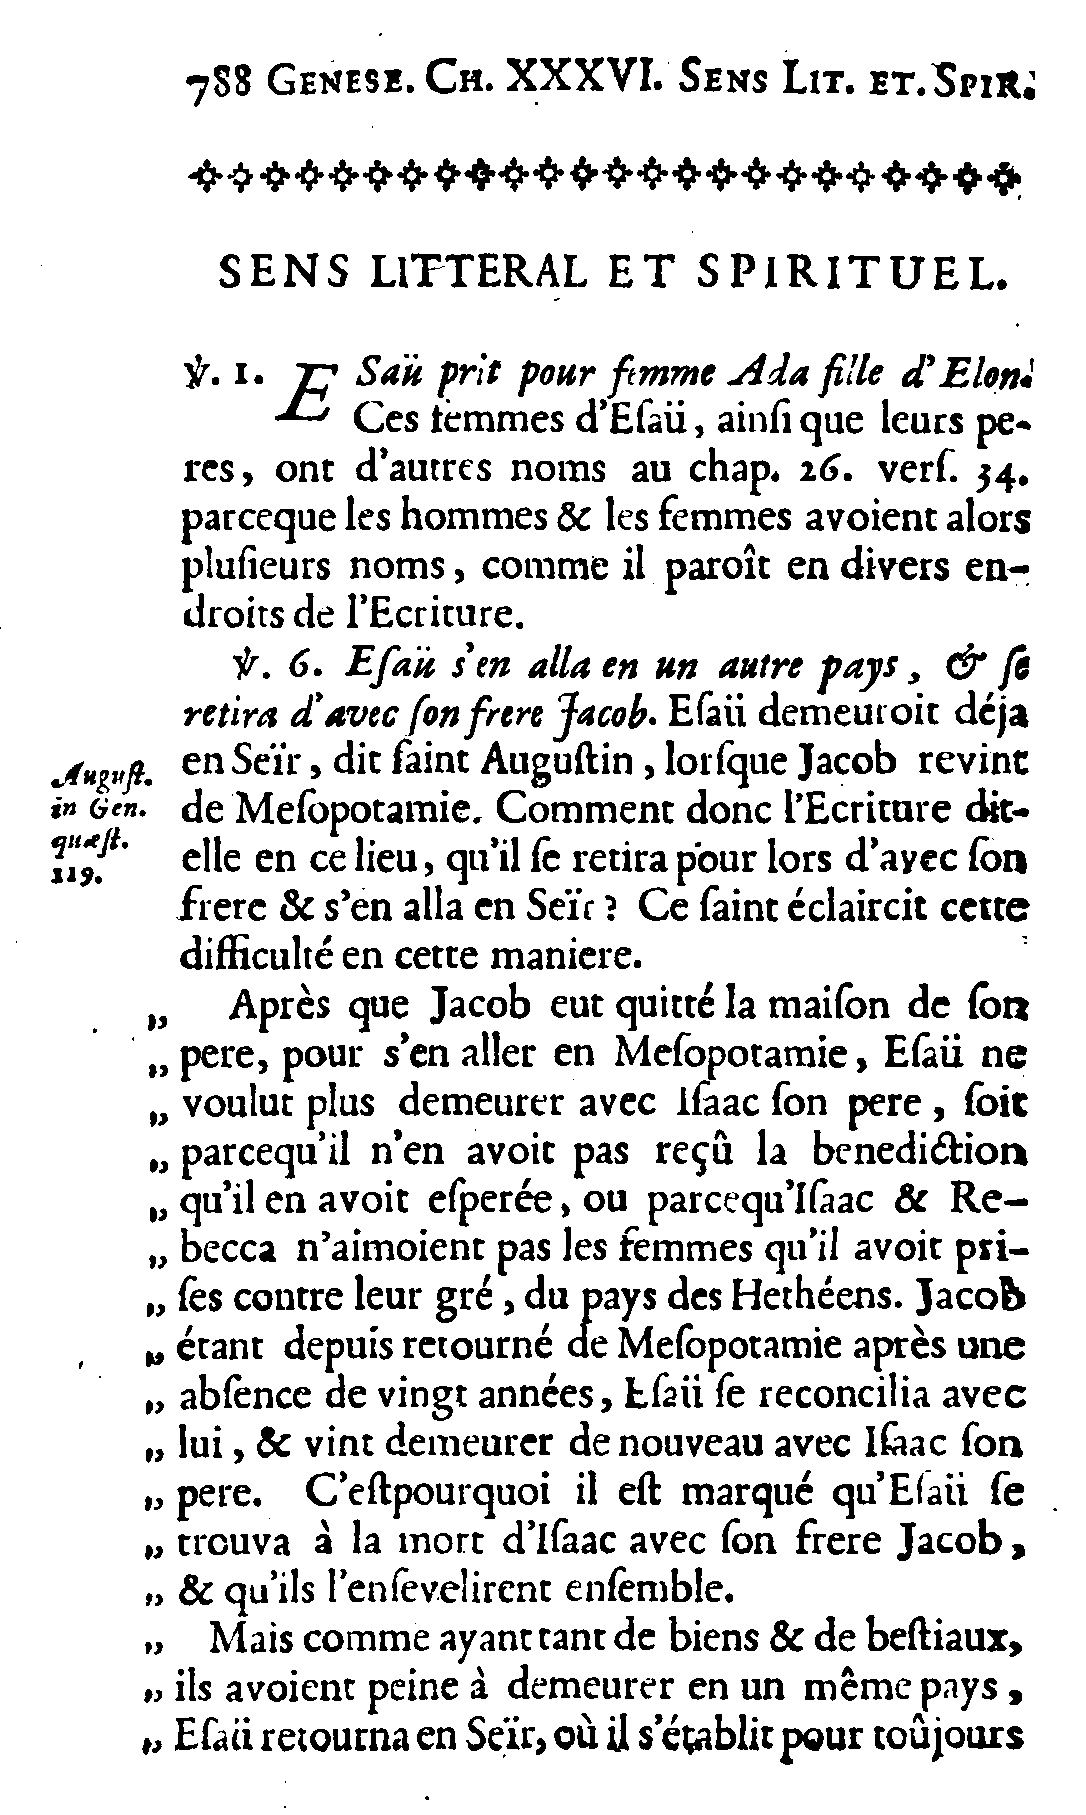 788 GENESE. CH. XXXVI. SENS LIT. ET. SPIR.
SENS LITTERAL ET SPIRITUEL.
℣. 1. ESaü prit pour femme Ada fille d'Elon.
Ces femmes d'Eſaü, ainſi que leurs pe-
res, ont d'autres noms au chap. 26. verſ. 34.
parceque les hommes & les femmes avoient alors
pluſieurs noms, comme il paroît en divers en-
droits de l'Ecriture.
℣. 6. Eſaü s'en alla en un autre pays, & ſe
retira d'avec ſon frere Jacob. Eſaü demeuroit déja
en Seïr, dit ſaint Auguſtin, lorſque Jacob revint
de Meſopotamie. Comment donc l'Ecriture dit-
elle en ce lieu, qu'il ſe retira pour lors d'avec ſon
frere & s'en alla en Seïr? Ce ſaint éclaircit cette
difficulté en cette maniere.
Auguſt.
in Gen.
quæſt.
119.
„ Après que Jacob eut quitté la maiſon de ſon
„ pere, pour s'en aller en Meſopotamie, Eſaü ne
„ voulut plus demeurer avec Iſaac ſon pere, ſoit
„ parcequ'il n'en avoit pas reçû la benediction
„ qu'il en avoit eſperée, ou parcequ'Iſaac & Re-
„ becca n'aimoient pas les femmes qu'il avoit pri-
„ ſes contre leur gré, du pays des Hethéens. Jacob
„ étant depuis retourné de Meſopotamie après une
„ abſence de vingt années, Eſaü ſe reconcilia avec
„ lui, & vint demeurer de nouveau avec Iſaac ſon
„ pere. C'eſtpourquoi il eſt marqué qu'Eſaü ſe
„ trouva à la mort d'Iſaac avec ſon frere Jacob,
„ & qu'ils l'enſevelirent enſemble.
„ Mais comme ayant tant de biens & de beſtiaux,
„ ils avoient peine à demeurer en un même pays,
„ Eſaü retourna en Seïr, où il s'établit pour toûjours